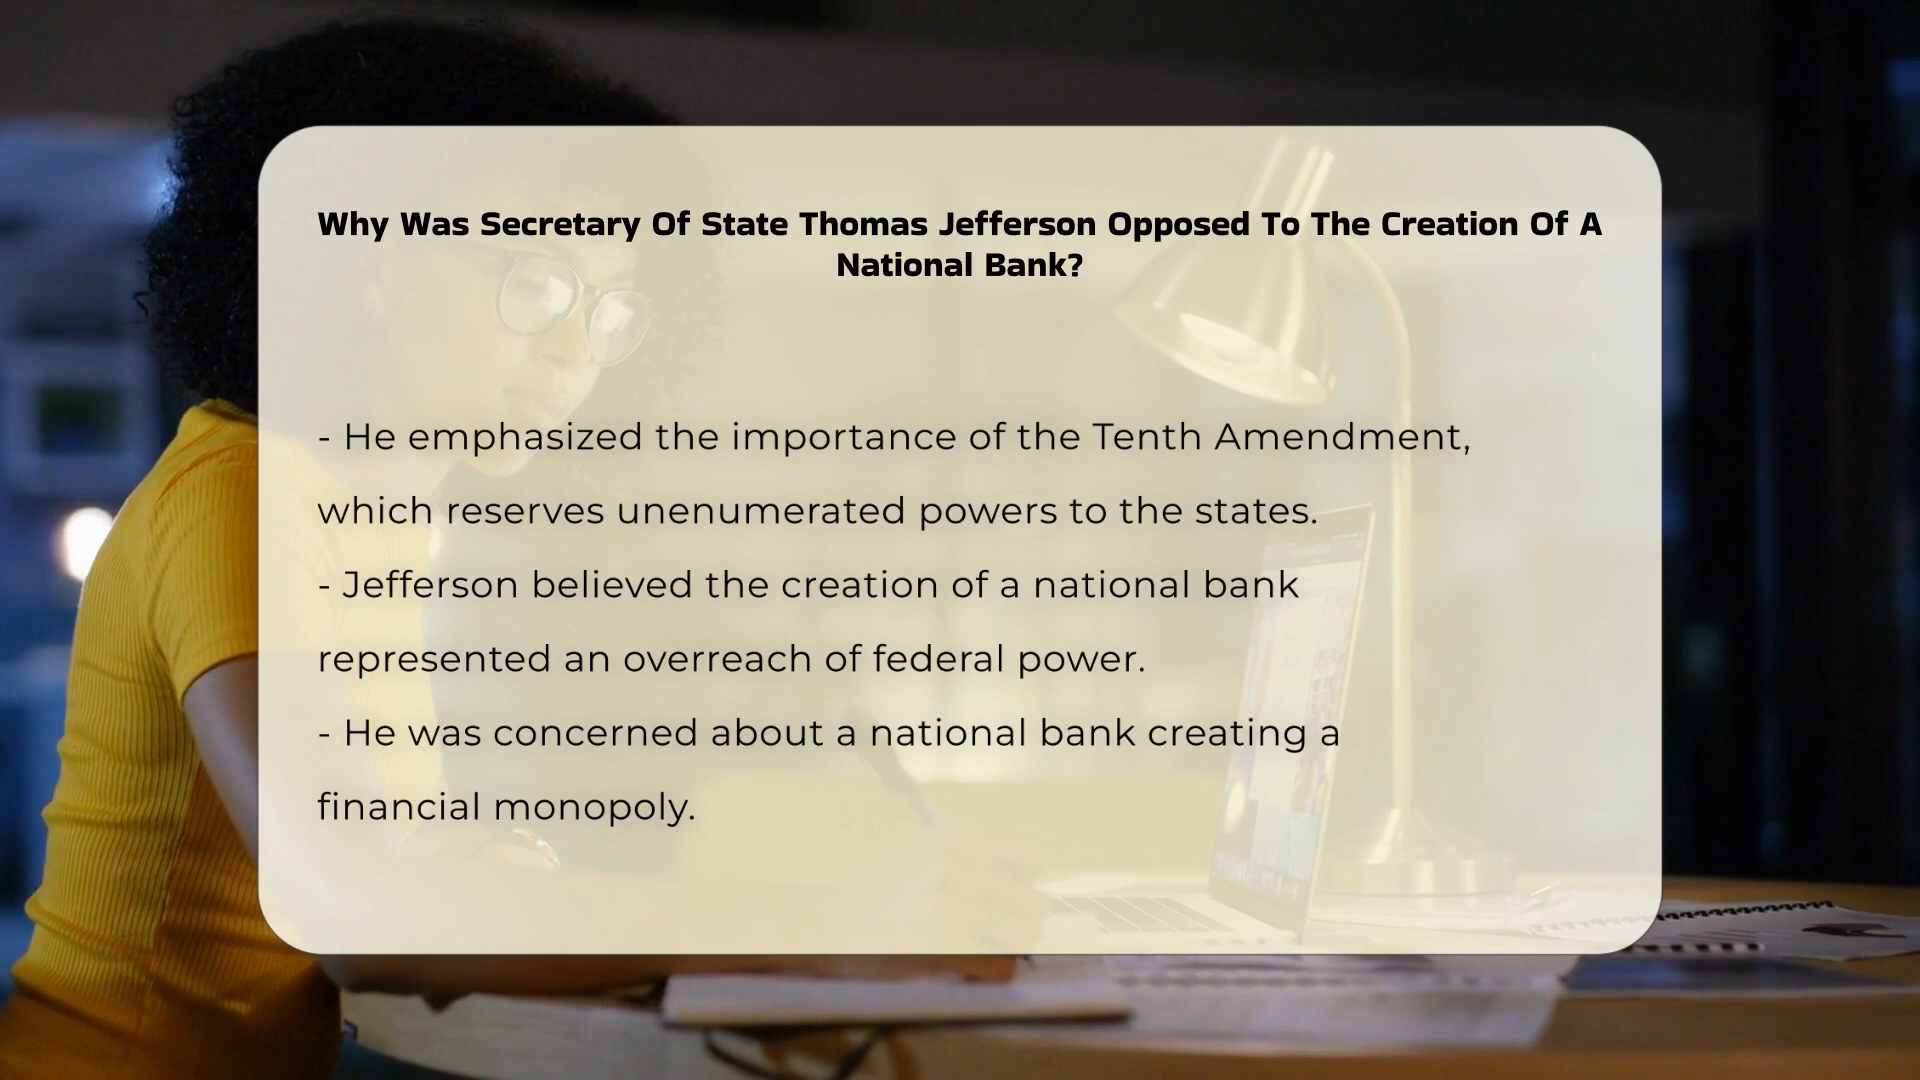 Why Was Secretary Of State Thomas Jefferson Opposed To The Creation Of A
National Bank?
- He emphasized the importance of the Tenth Amendment,
which reserves unenumerated powers to the states.
- Jefferson believed the creation of a national bank
represented an overreach of federal power.
- He was concerned about a national bank creating a
financial monopoly.